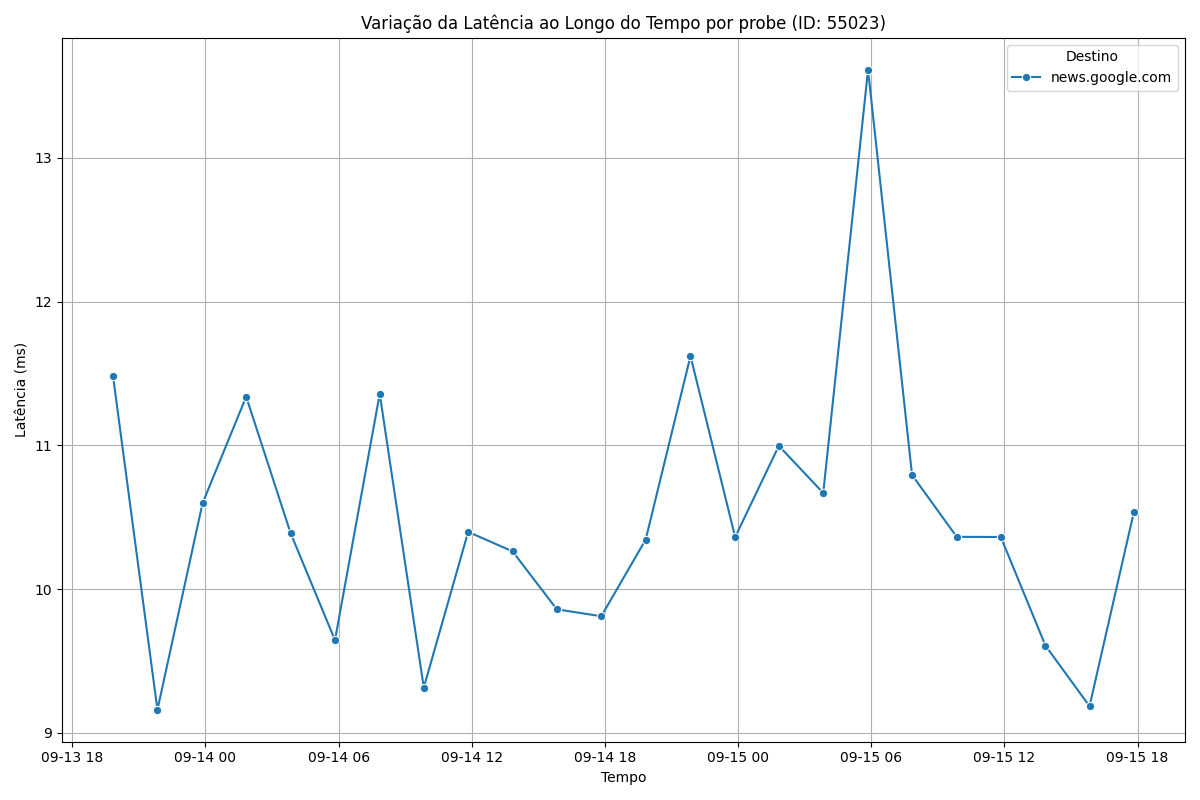 Variação da Latência ao Longo do Tempo por probe (ID: 55023)
Destino
news.google.com
Latência (ms)
13
12
11
10
9
09-13 18
09-14 00
09-14 06
09-14 12
09-14 18
09-15 00
09-15 06
09-15 12
09-15 18
Tempo